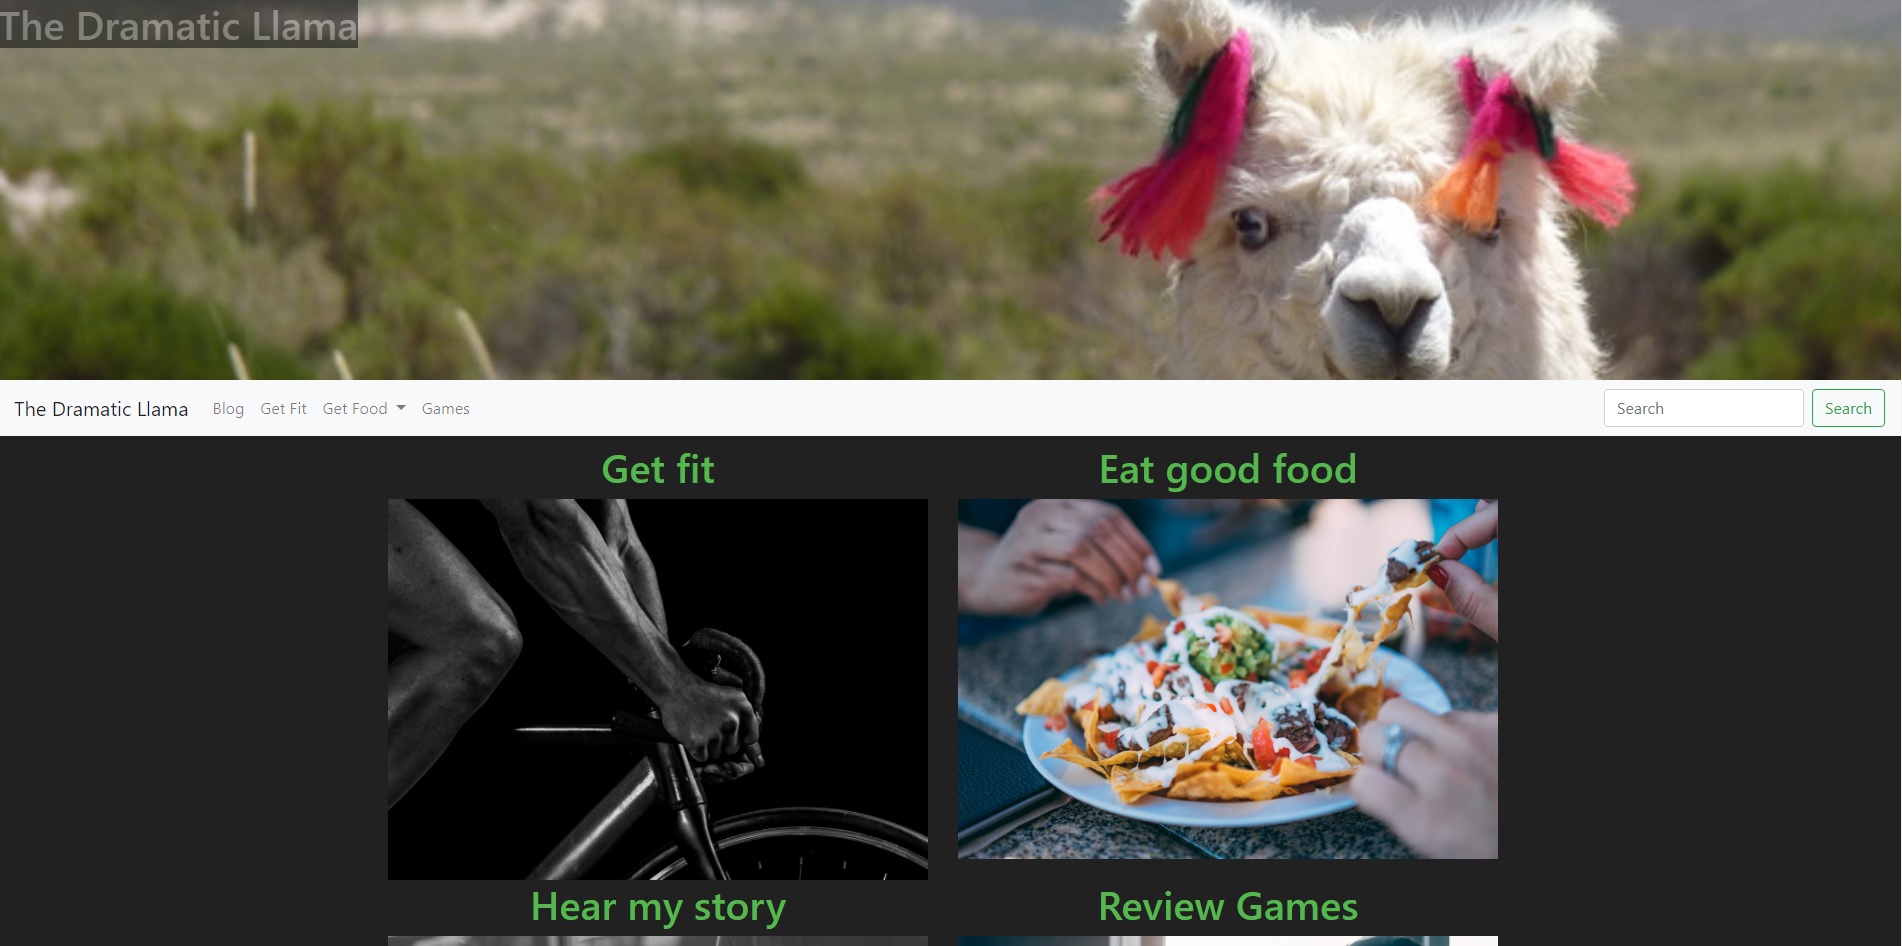 The Dramatic Llama
The Dramatic Llama Blog Get Fit Get Food Games Search Search
Get fit Eat good food
Hear my story Review Games